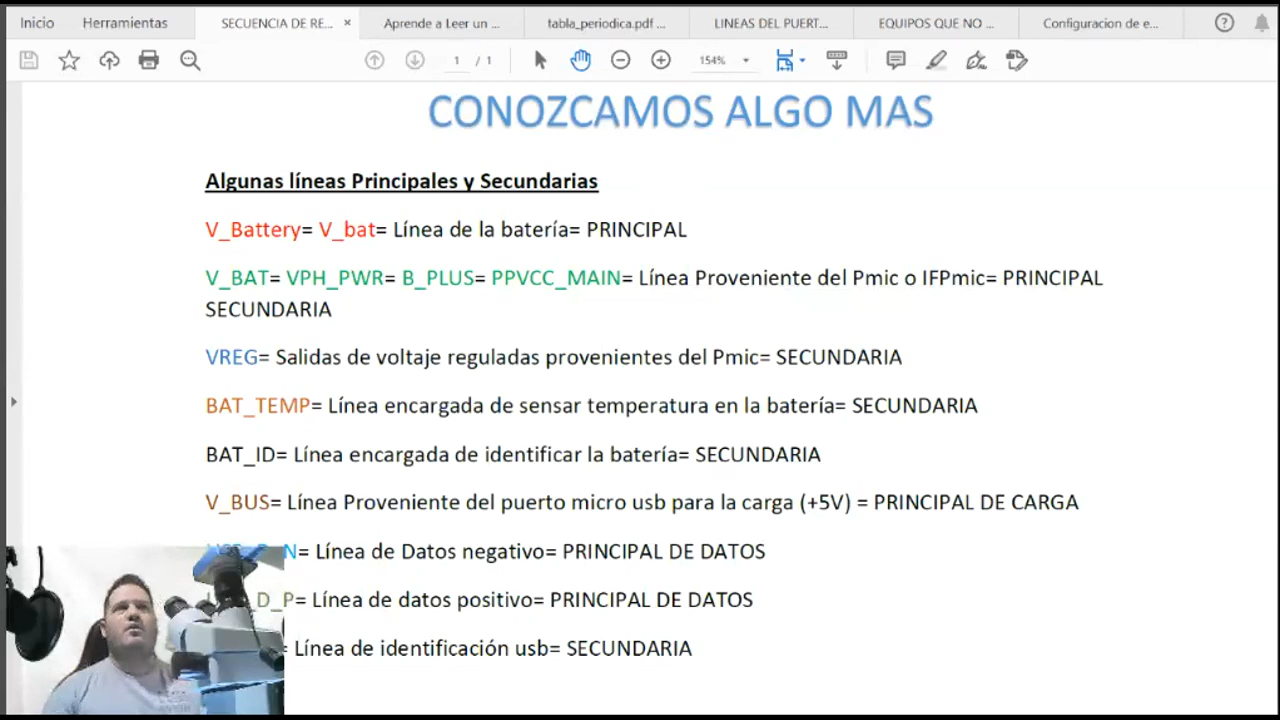 Inicio Herramientas SECUENCIA DE RE... × Aprende a Leer un ... tabla_periodica.pdf ... LINEAS DEL PUERT... EQUIPOS QUE NO ... Configuracion de e...
1 / 1 154%
CONOZCAMOS ALGO MAS
Algunas líneas Principales y Secundarias
V_Battery= V_bat= Línea de la batería= PRINCIPAL
V_BAT= VPH_PWR= B_PLUS= PPVCC_MAIN= Línea Proveniente del Pmic o IFPmic= PRINCIPAL
SECUNDARIA
VREG= Salidas de voltaje reguladas provenientes del Pmic= SECUNDARIA
BAT_TEMP= Línea encargada de sensar temperatura en la batería= SECUNDARIA
BAT_ID= Línea encargada de identificar la batería= SECUNDARIA
V_BUS= Línea Proveniente del puerto micro usb para la carga (+5V) = PRINCIPAL DE CARGA
N= Línea de Datos negativo= PRINCIPAL DE DATOS
_D_P= Línea de datos positivo= PRINCIPAL DE DATOS
= Línea de identificación usb= SECUNDARIA